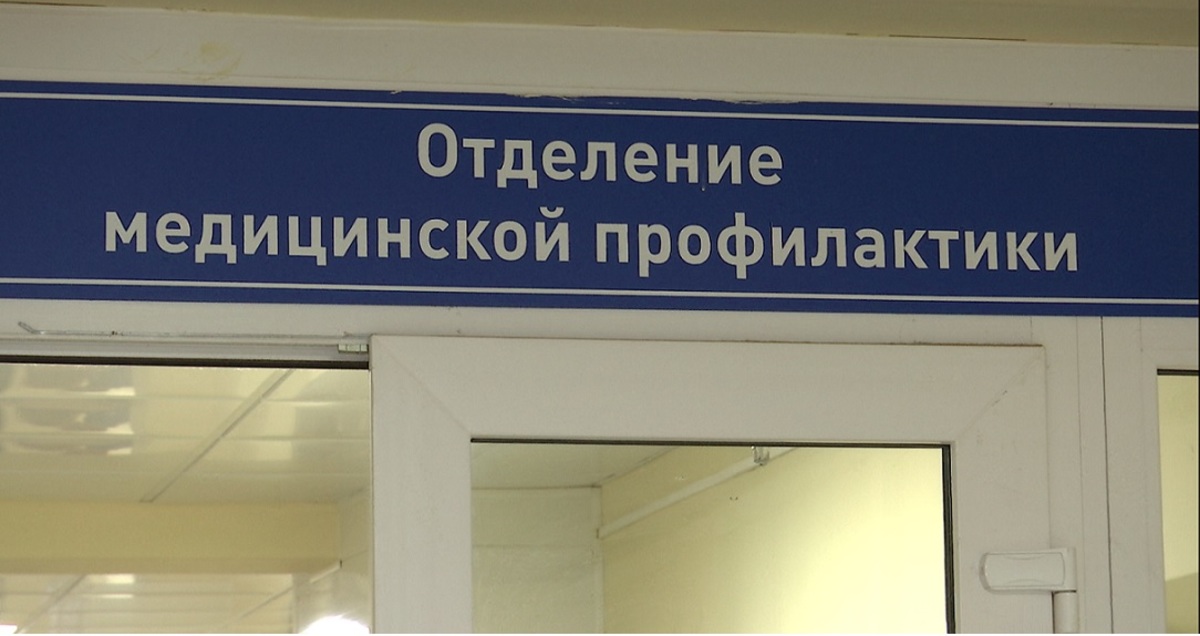 Отделение
медицинской профилактики